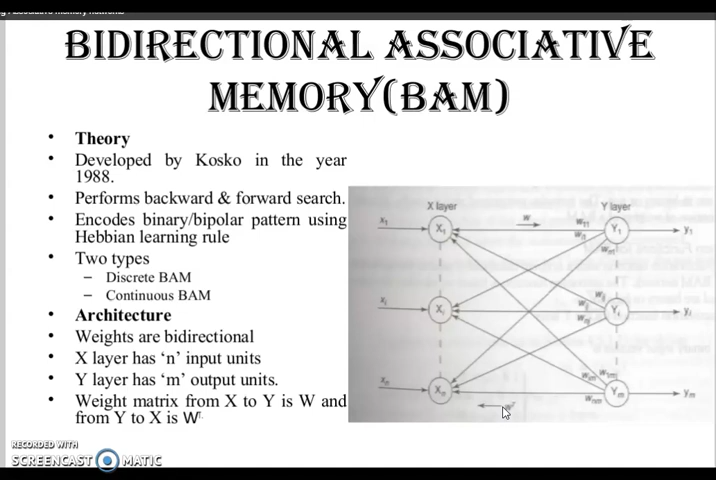 BIDIRECTIONAL ASSOCIATIVE
MEMORY(BAM)
• Theory
• Developed by Kosko in the year
1988.
• Performs backward & forward search.
• Encodes binary/bipolar pattern using
Hebbian learning rule
• Two types
– Discrete BAM
– Continuous BAM
• Architecture
• Weights are bidirectional
• X layer has ‘n’ input units
• Y layer has ‘m’ output units.
• Weight matrix from X to Y is W and
from Y to X is Wᵀ
X layer
Y layer
x₁ X₁ w w₁₁ Y₁ y₁
Xᵢ Yⱼ yⱼ
xₙ Xₙ Yₘ yₘ
RECORDED WITH
SCREENCAST MATIC